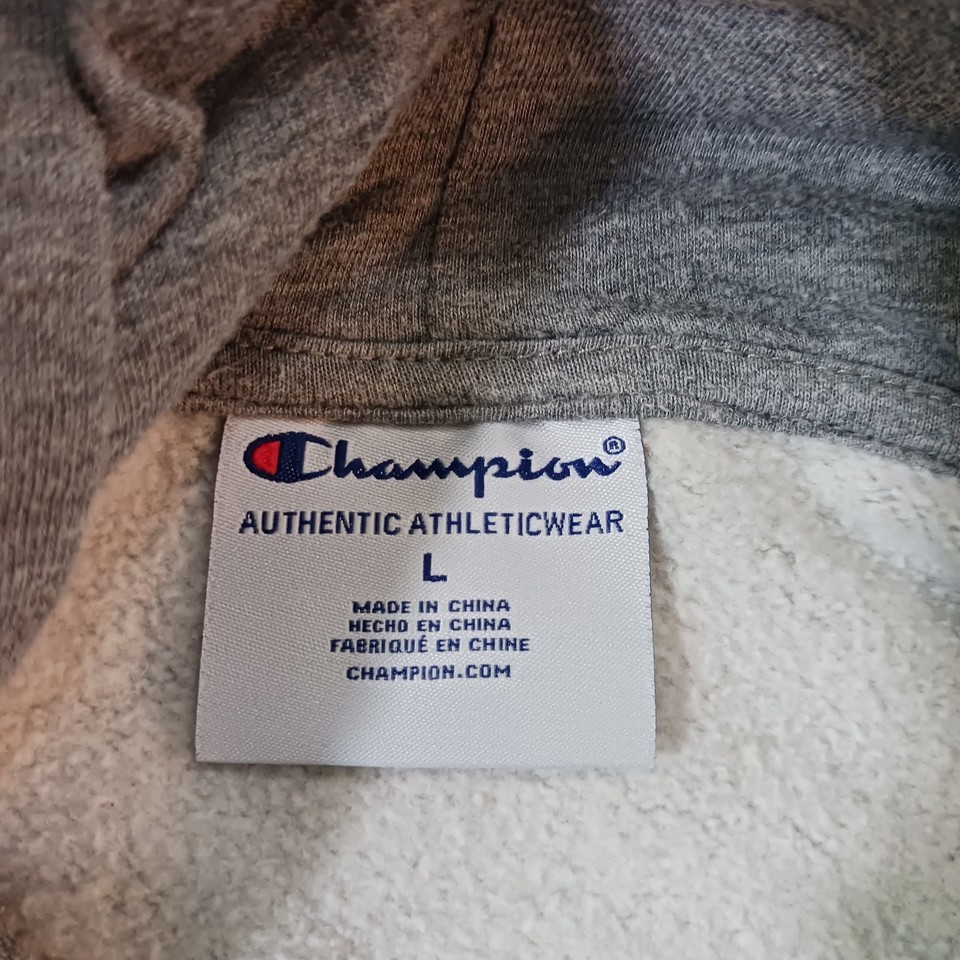 Champion®
AUTHENTIC ATHLETICWEAR
L
MADE IN CHINA
HECHO EN CHINA
FABRIQUÉ EN CHINE
CHAMPION.COM